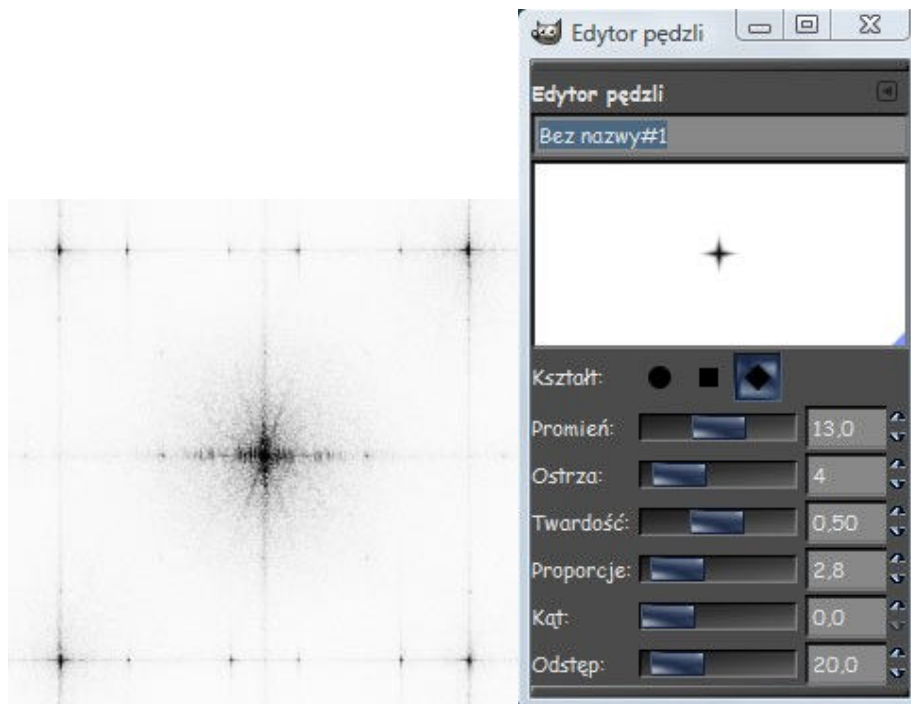 Edytor pędzli
Edytor pędzli
Bez nazwy#1
Kształt:
Promień: 13,0
Ostrza: 4
Twardość: 0,50
Proporcje: 2,8
Kąt: 0,0
Odstęp: 20,0